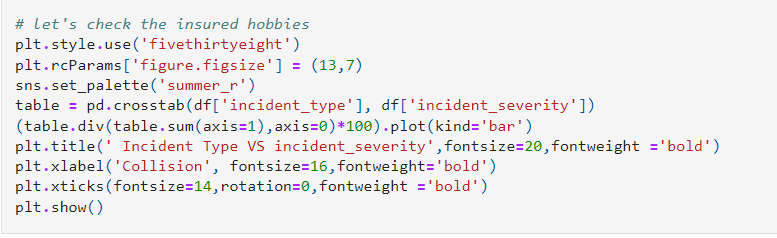 # let's check the insured hobbies
plt.style.use('fivethirtyeight')
plt.rcParams['figure.figsize'] = (13,7)
sns.set_palette('summer_r')
table = pd.crosstab(df['incident_type'], df['incident_severity'])
(table.div(table.sum(axis=1),axis=0)*100).plot(kind='bar')
plt.title(' Incident Type VS incident_severity',fontsize=20,fontweight ='bold')
plt.xlabel('Collision', fontsize=16,fontweight='bold')
plt.xticks(fontsize=14,rotation=0,fontweight ='bold')
plt.show()